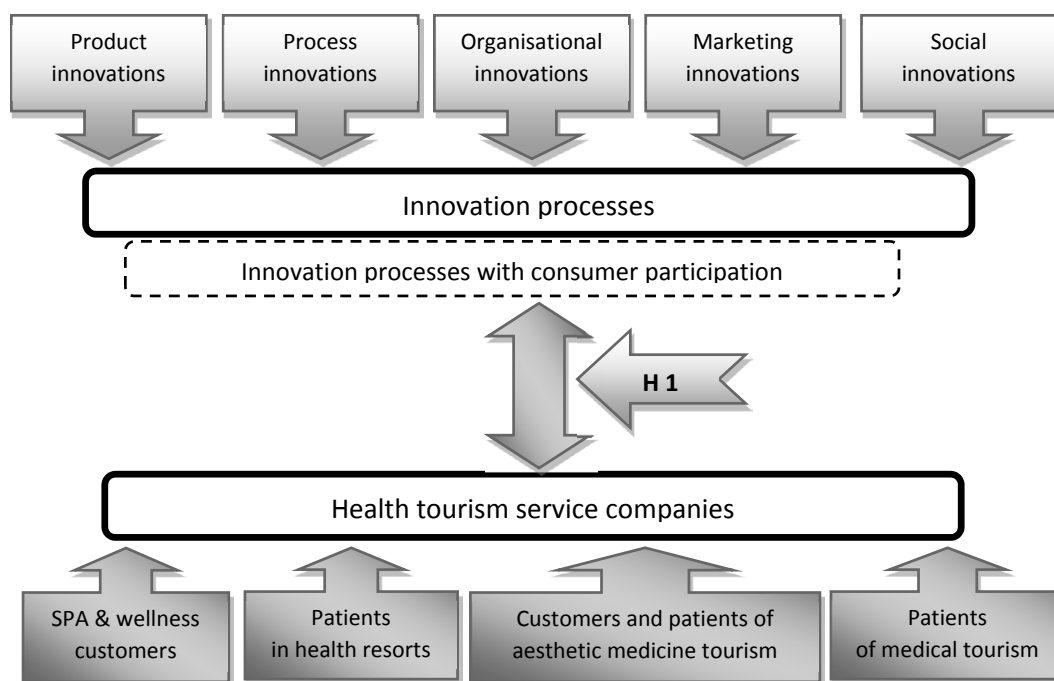 Product
innovations
Process
innovations
Organisational
innovations
Marketing
innovations
Social
innovations
Innovation processes
Innovation processes with consumer participation
H 1
Health tourism service companies
SPA & wellness
customers
Patients
in health resorts
Customers and patients of
aesthetic medicine tourism
Patients
of medical tourism